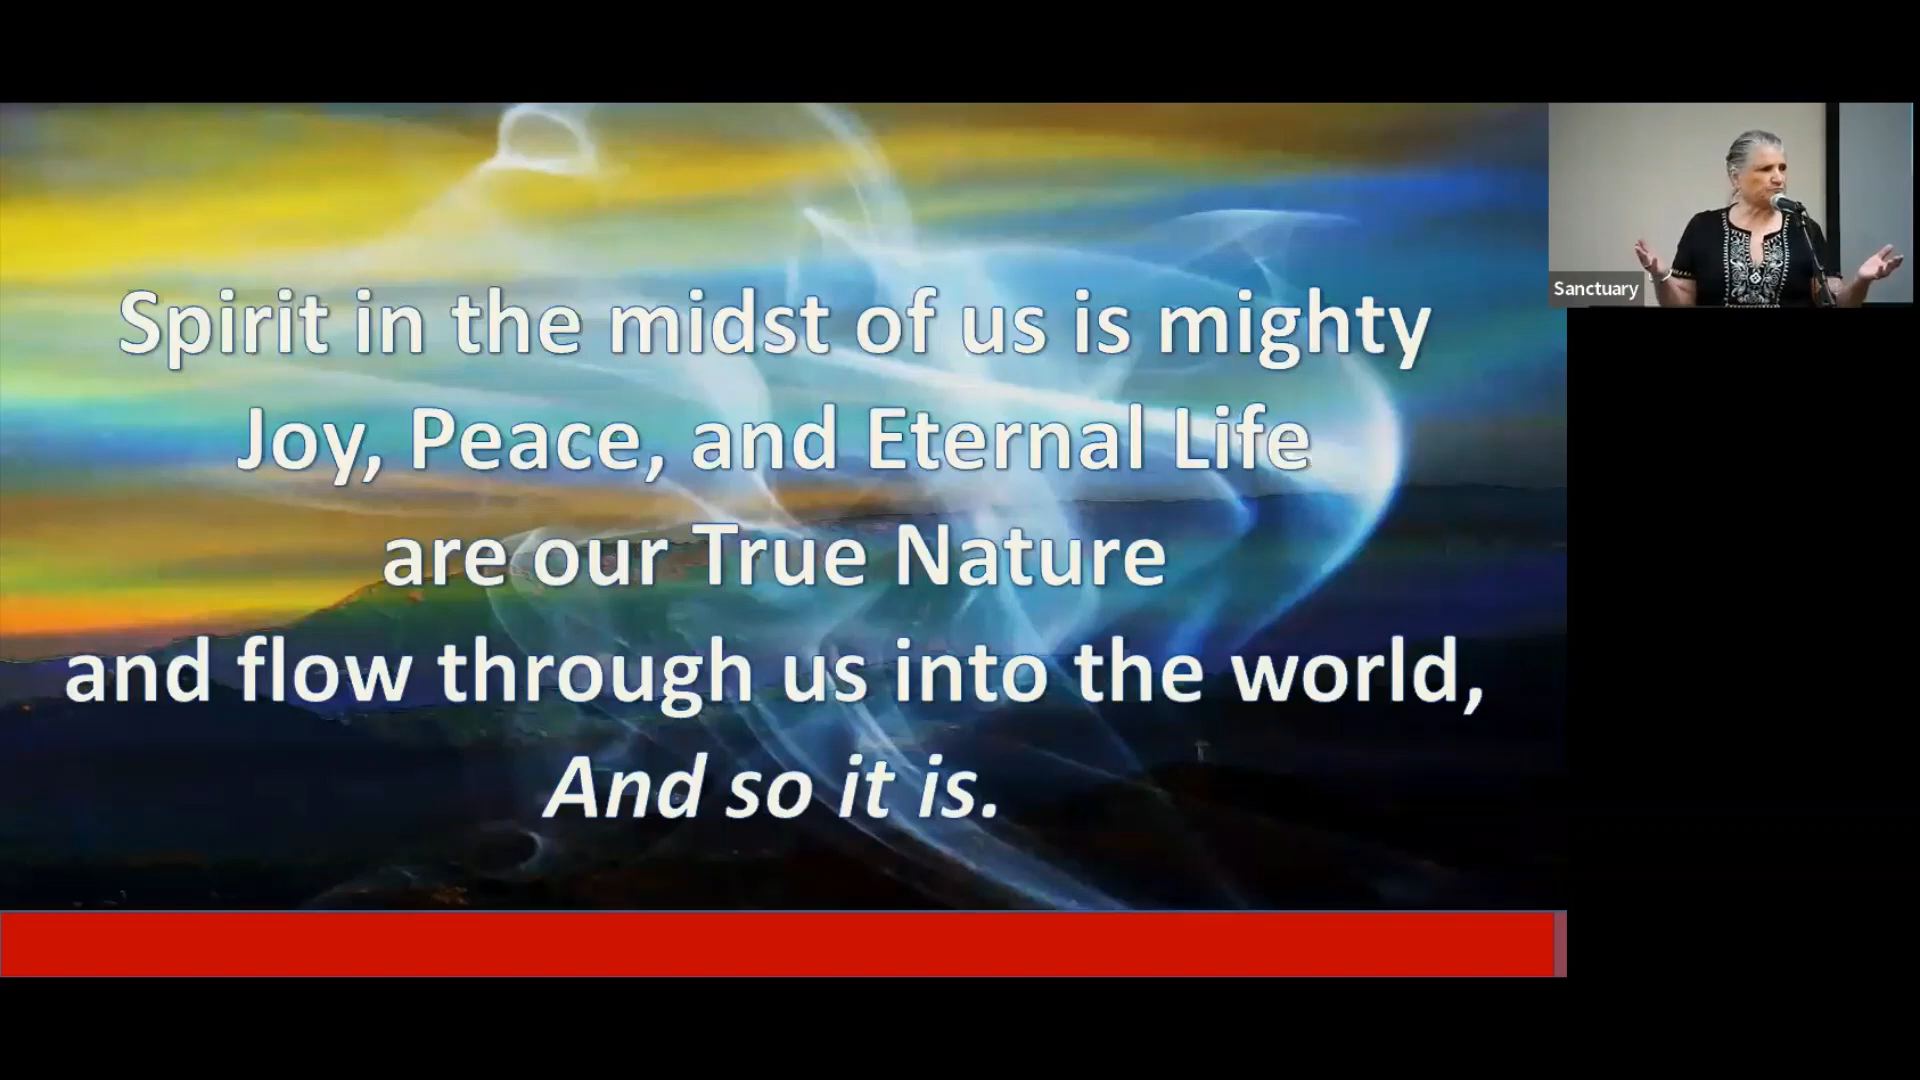 Spirit in the midst of us is mighty
Joy, Peace, and Eternal Life
are our True Nature
and flow through us into the world,
And so it is.
Sanctuary